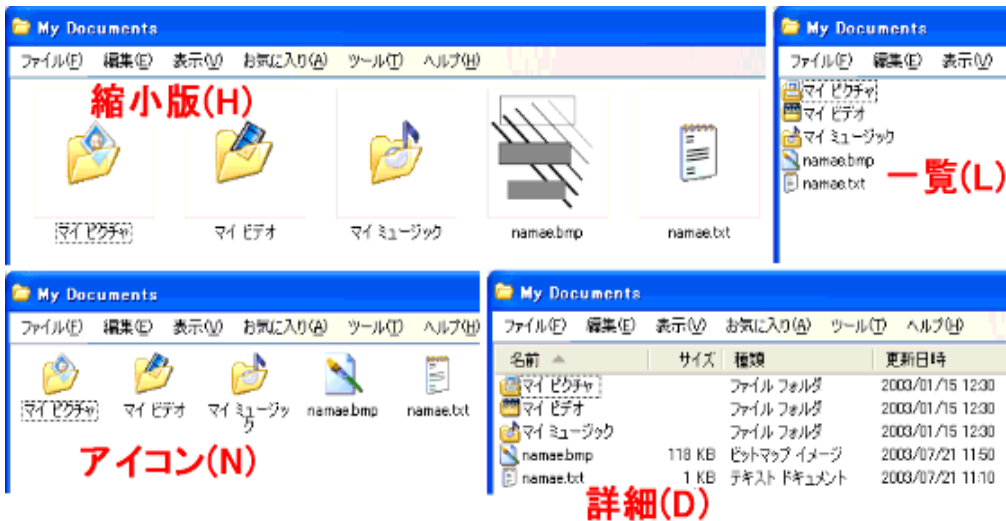 My Documents
ファイル(F) 編集(E) 表示(V) お気に入り(A) ツール(T) ヘルプ(H)
縮小版(H)
マイ ピクチャ マイ ビデオ マイ ミュージック namae.bmp namae.txt
My Documents
ファイル(F) 編集(E) 表示(V)
マイ ピクチャ
マイ ビデオ
マイ ミュージック
namae.bmp
namae.txt
一覧(L)
My Documents
ファイル(F) 編集(E) 表示(V) お気に入り(A) ツール(T) ヘルプ(H)
マイ ピクチャ マイ ビデオ マイ ミュージッ namae.bmp namae.txt
ク
アイコン(N)
My Documents
ファイル(F) 編集(E) 表示(V) お気に入り(A) ツール(T) ヘルプ(H)
名前 サイズ 種類 更新日時
マイ ピクチャ ファイル フォルダ 2003/01/15 12:30
マイ ビデオ ファイル フォルダ 2003/01/15 12:30
マイ ミュージック ファイル フォルダ 2003/01/15 12:30
namae.bmp 118 KB ビットマップ イメージ 2003/07/21 11:50
namae.txt 1 KB テキスト ドキュメント 2003/07/21 11:10
詳細(D)